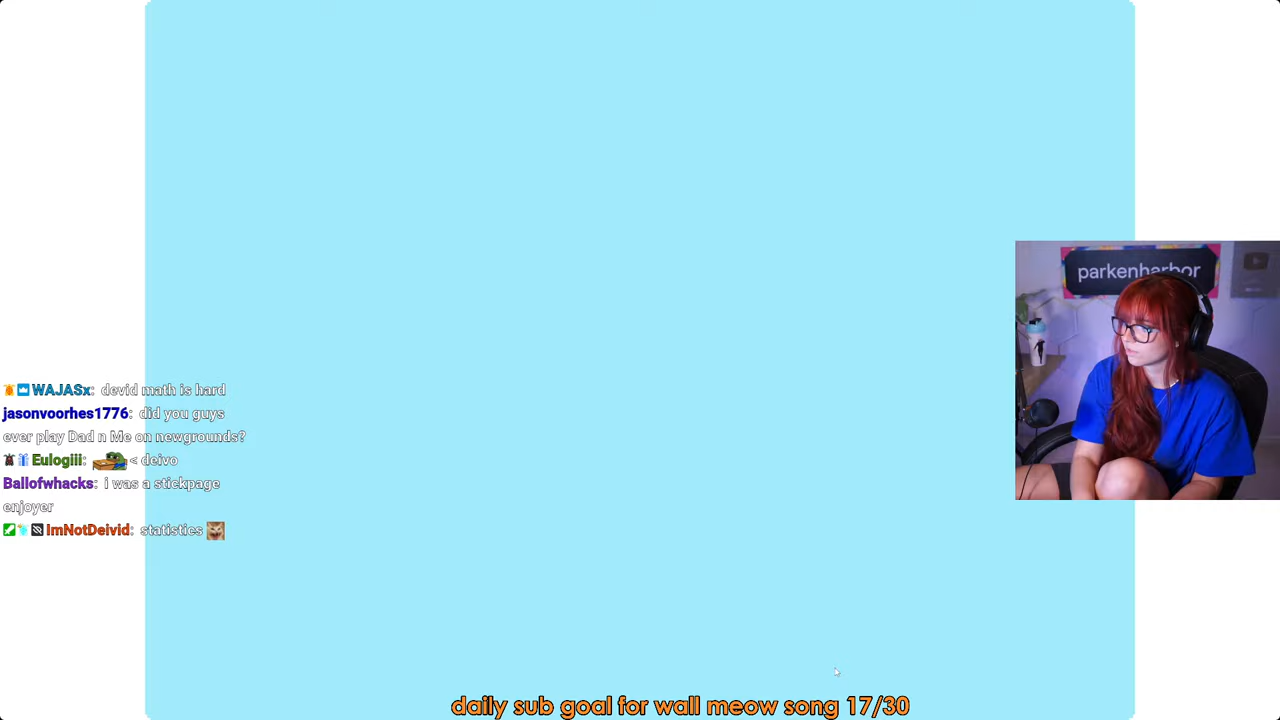 parkenharbor
WAJASx: devid math is hard
jasonvoorhes1776: did you guys
ever play Dad n Me on newgrounds?
Eulogiii: < deivo
Ballofwhacks: i was a stickpage
enjoyer
ImNotDeivid: statistics
daily sub goal for wall meow song 17/30